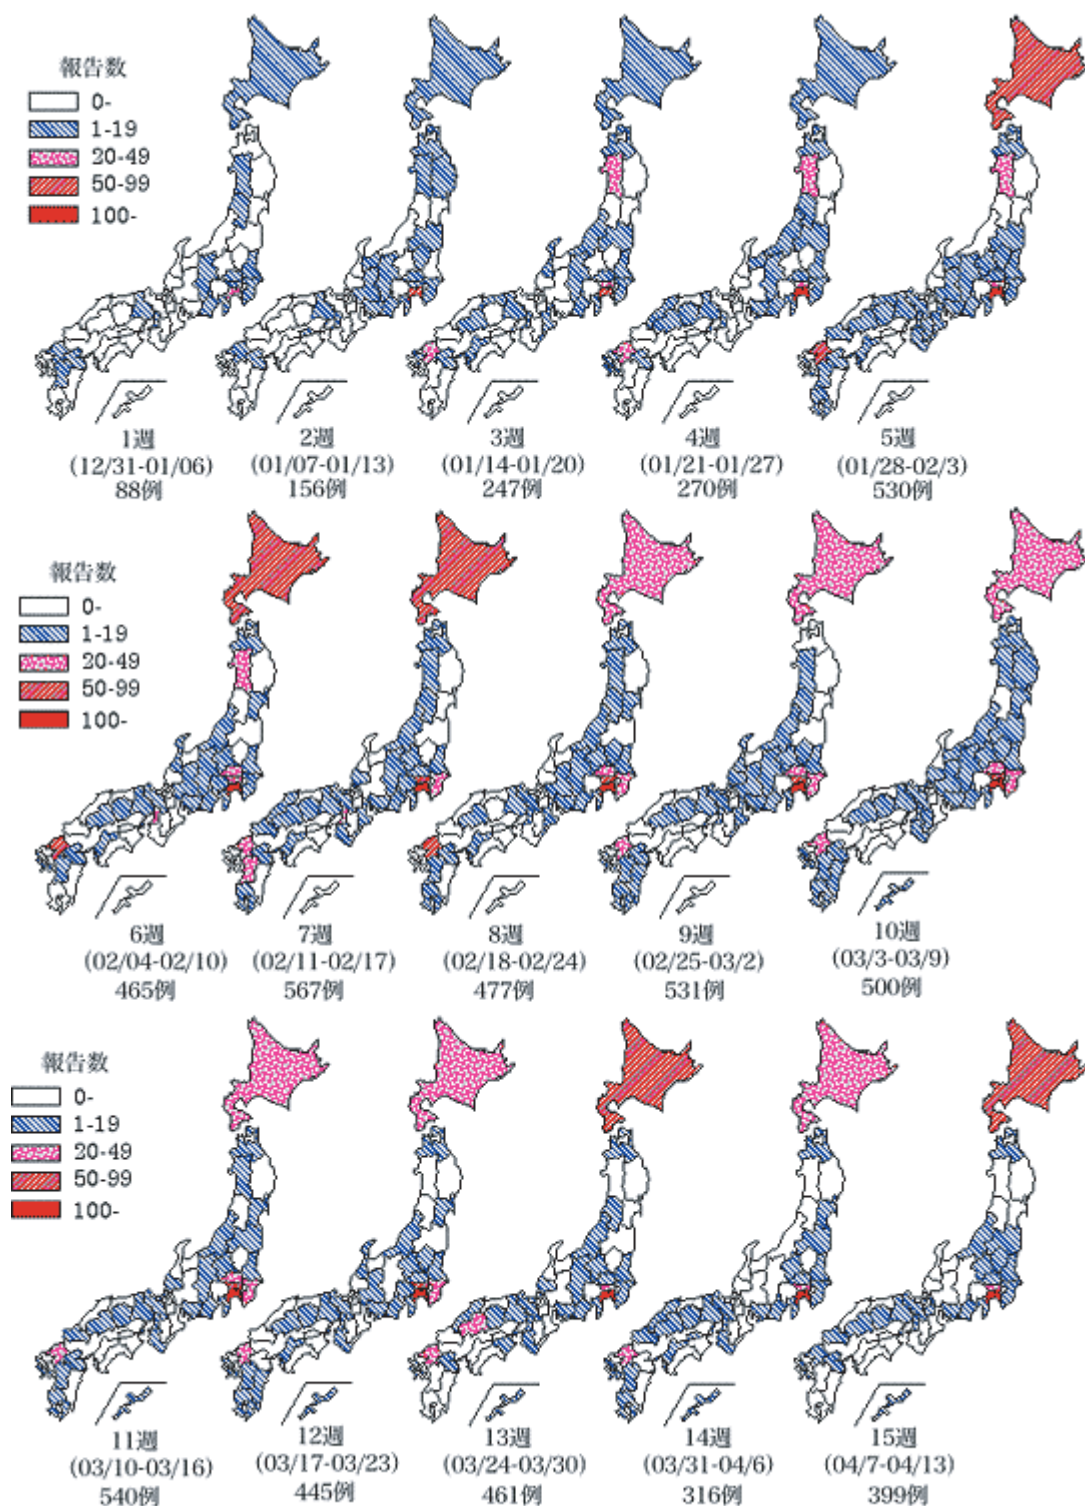 報告数
0-
1-19
20-49
50-99
100-
1週
(12/31-01/06)
88例
2週
(01/07-01/13)
156例
3週
(01/14-01/20)
247例
4週
(01/21-01/27)
270例
5週
(01/28-02/3)
530例
報告数
0-
1-19
20-49
50-99
100-
6週
(02/04-02/10)
465例
7週
(02/11-02/17)
567例
8週
(02/18-02/24)
477例
9週
(02/25-03/2)
531例
10週
(03/3-03/9)
500例
報告数
0-
1-19
20-49
50-99
100-
11週
(03/10-03/16)
540例
12週
(03/17-03/23)
445例
13週
(03/24-03/30)
461例
14週
(03/31-04/6)
316例
15週
(04/7-04/13)
399例